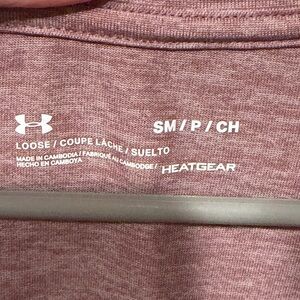 SM / P / CH
LOOSE / COUPE LÂCHE / SUELTO
MADE IN CAMBODIA / FABRIQUÉ AU CAMBODGE /
HECHO EN CAMBOYA
HEATGEAR